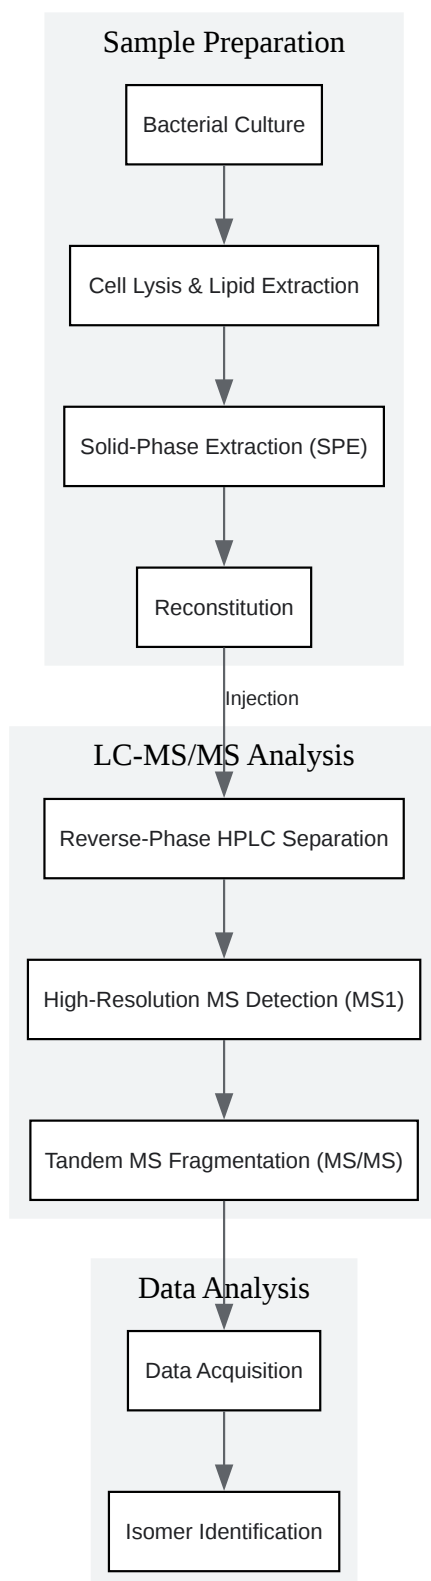 Sample Preparation
Bacterial Culture
Cell Lysis & Lipid Extraction
Solid-Phase Extraction (SPE)
Reconstitution
Injection
LC-MS/MS Analysis
Reverse-Phase HPLC Separation
High-Resolution MS Detection (MS1)
Tandem MS Fragmentation (MS/MS)
Data Analysis
Data Acquisition
Isomer Identification